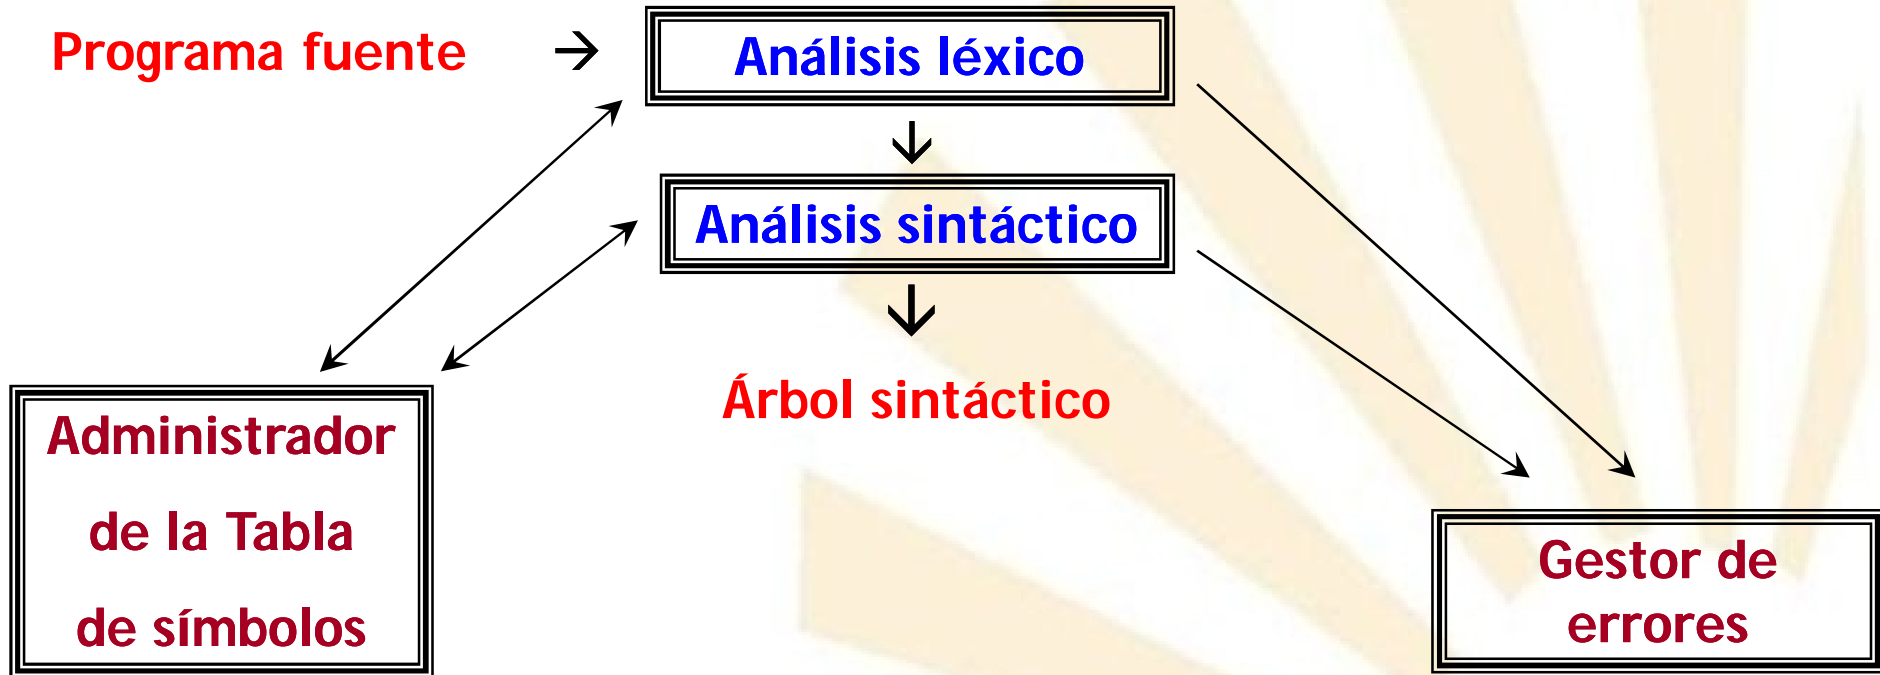 Programa fuente → Análisis léxico
Análisis sintáctico
Árbol sintáctico
Administrador
de la Tabla
de símbolos
Gestor de
errores